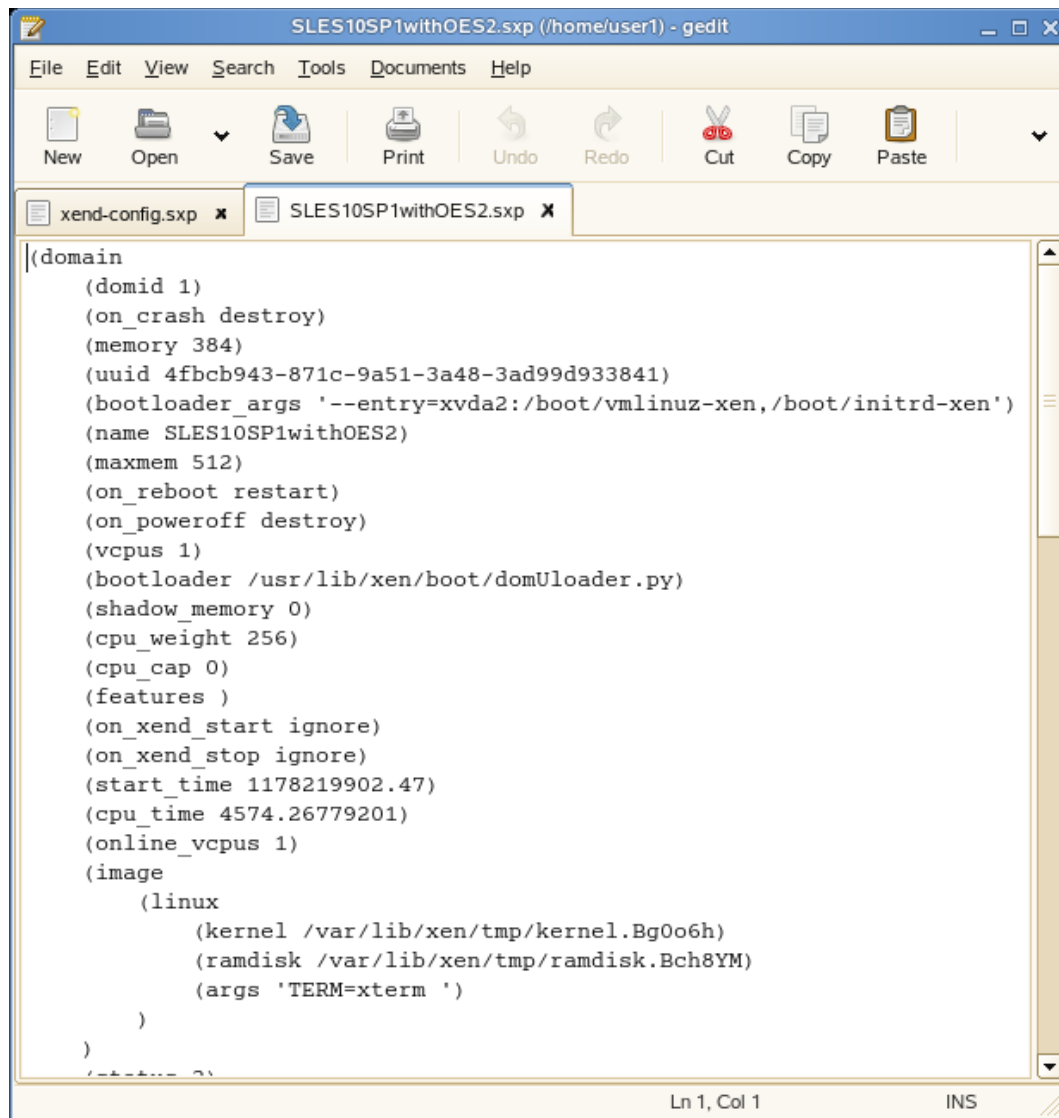 SLES10SP1withOES2.sxp (/home/user1) - gedit
File Edit View Search Tools Documents Help
New Open Save Print Undo Redo Cut Copy Paste
xend-config.sxp SLES10SP1withOES2.sxp
(domain
    (domid 1)
    (on_crash destroy)
    (memory 384)
    (uuid 4fbcb943-871c-9a51-3a48-3ad99d933841)
    (bootloader_args '--entry=xvda2:/boot/vmlinuz-xen,/boot/initrd-xen')
    (name SLES10SP1withOES2)
    (maxmem 512)
    (on_reboot restart)
    (on_poweroff destroy)
    (vcpus 1)
    (bootloader /usr/lib/xen/boot/domUloader.py)
    (shadow_memory 0)
    (cpu_weight 256)
    (cpu_cap 0)
    (features )
    (on_xend_start ignore)
    (on_xend_stop ignore)
    (start_time 1178219902.47)
    (cpu_time 4574.26779201)
    (online_vcpus 1)
    (image
        (linux
            (kernel /var/lib/xen/tmp/kernel.Bg0o6h)
            (ramdisk /var/lib/xen/tmp/ramdisk.Bch8YM)
            (args 'TERM=xterm ')
        )
    )
Ln 1, Col 1 INS